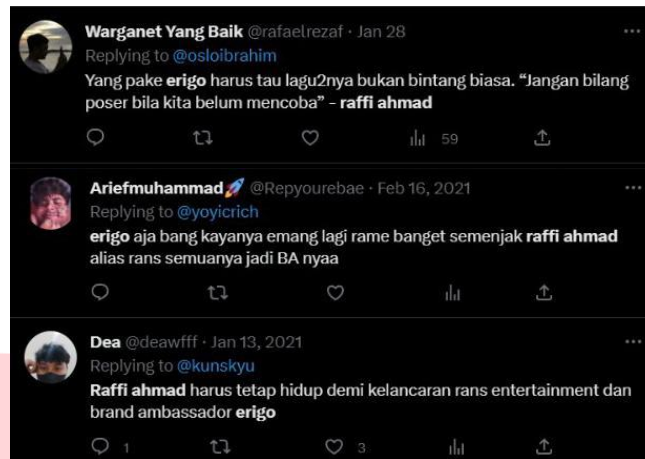 Warganet Yang Baik @rafaelrezaf · Jan 28
Replying to @osloibrahim
Yang pake erigo harus tau lagu2nya bukan bintang biasa. “Jangan bilang
poser bila kita belum mencoba” - raffi ahmad
59
Ariefmuhammad🚀 @Repyourebae · Feb 16, 2021
Replying to @yoyicrich
erigo aja bang kayanya emang lagi rame banget semenjak raffi ahmad
alias rans semuanya jadi BA nyaa
Dea @deawfff · Jan 13, 2021
Replying to @kunskyu
Raffi ahmad harus tetap hidup demi kelancaran rans entertainment dan
brand ambassador erigo
1 3